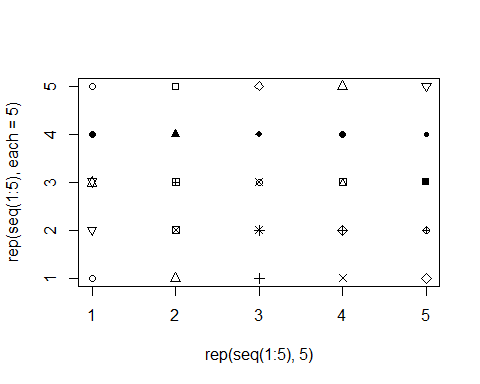 rep(seq(1:5), each = 5)
5
4
3
2
1
1 2 3 4 5
rep(seq(1:5), 5)